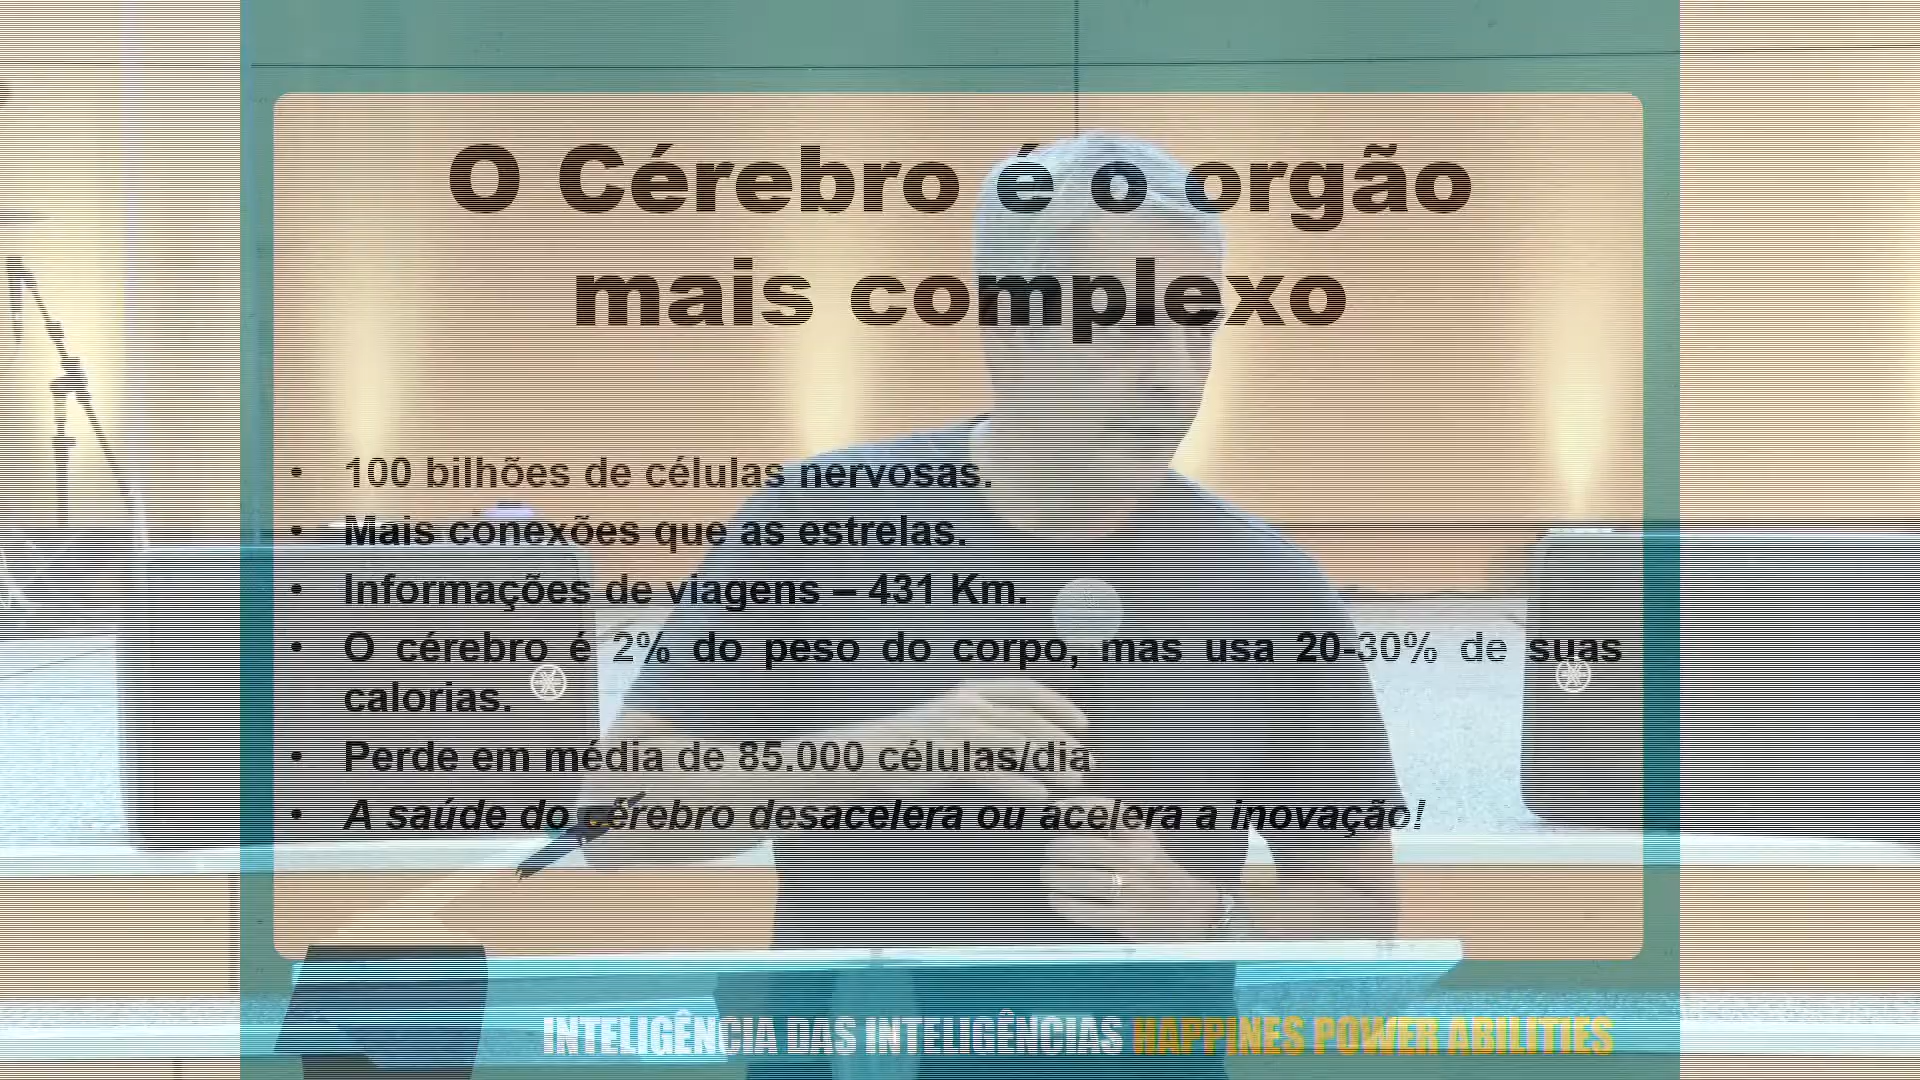 O Cérebro é o orgão
mais complexo
• 100 bilhões de células nervosas.
• Mais conexões que as estrelas.
• Informações de viagens – 431 Km.
• O cérebro é 2% do peso do corpo, mas usa 20-30% de suas
calorias.
• Perde em média de 85.000 células/dia
• A saúde do cérebro desacelera ou acelera a inovação!
INTELIGÊNCIA DAS INTELIGÊNCIAS HAPPINES POWER ABILITIES